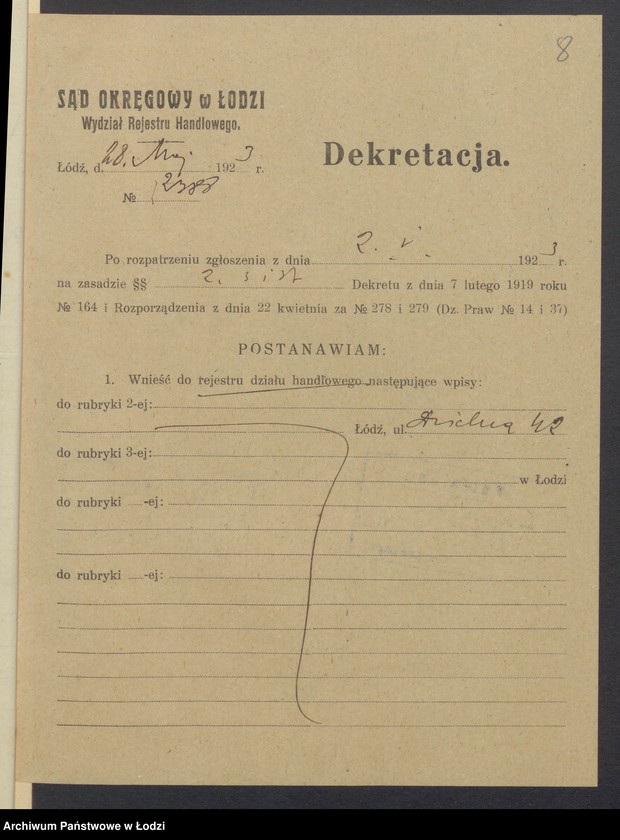 8
SĄD OKRĘGOWY w ŁODZI
Wydział Rejestru Handlowego.
Dekretacja.
Łódź, d. 28. Maj 1923 r.
№
Po rozpatrzeniu zgłoszenia z dnia 2. V. 1923 r.
na zasadzie §§ 2. Dekretu z dnia 7 lutego 1919 roku
№ 164 i Rozporządzenia z dnia 22 kwietnia za № 278 i 279 (Dz. Praw № 14 i 37)
POSTANAWIAM:
1. Wnieść do rejestru działu handlowego następujące wpisy:
do rubryki 2-ej:
Łódź, ul. Dzielna 42
do rubryki 3-ej:
w Łodzi
do rubryki -ej:
do rubryki -ej:
Archiwum Państwowe w Łodzi